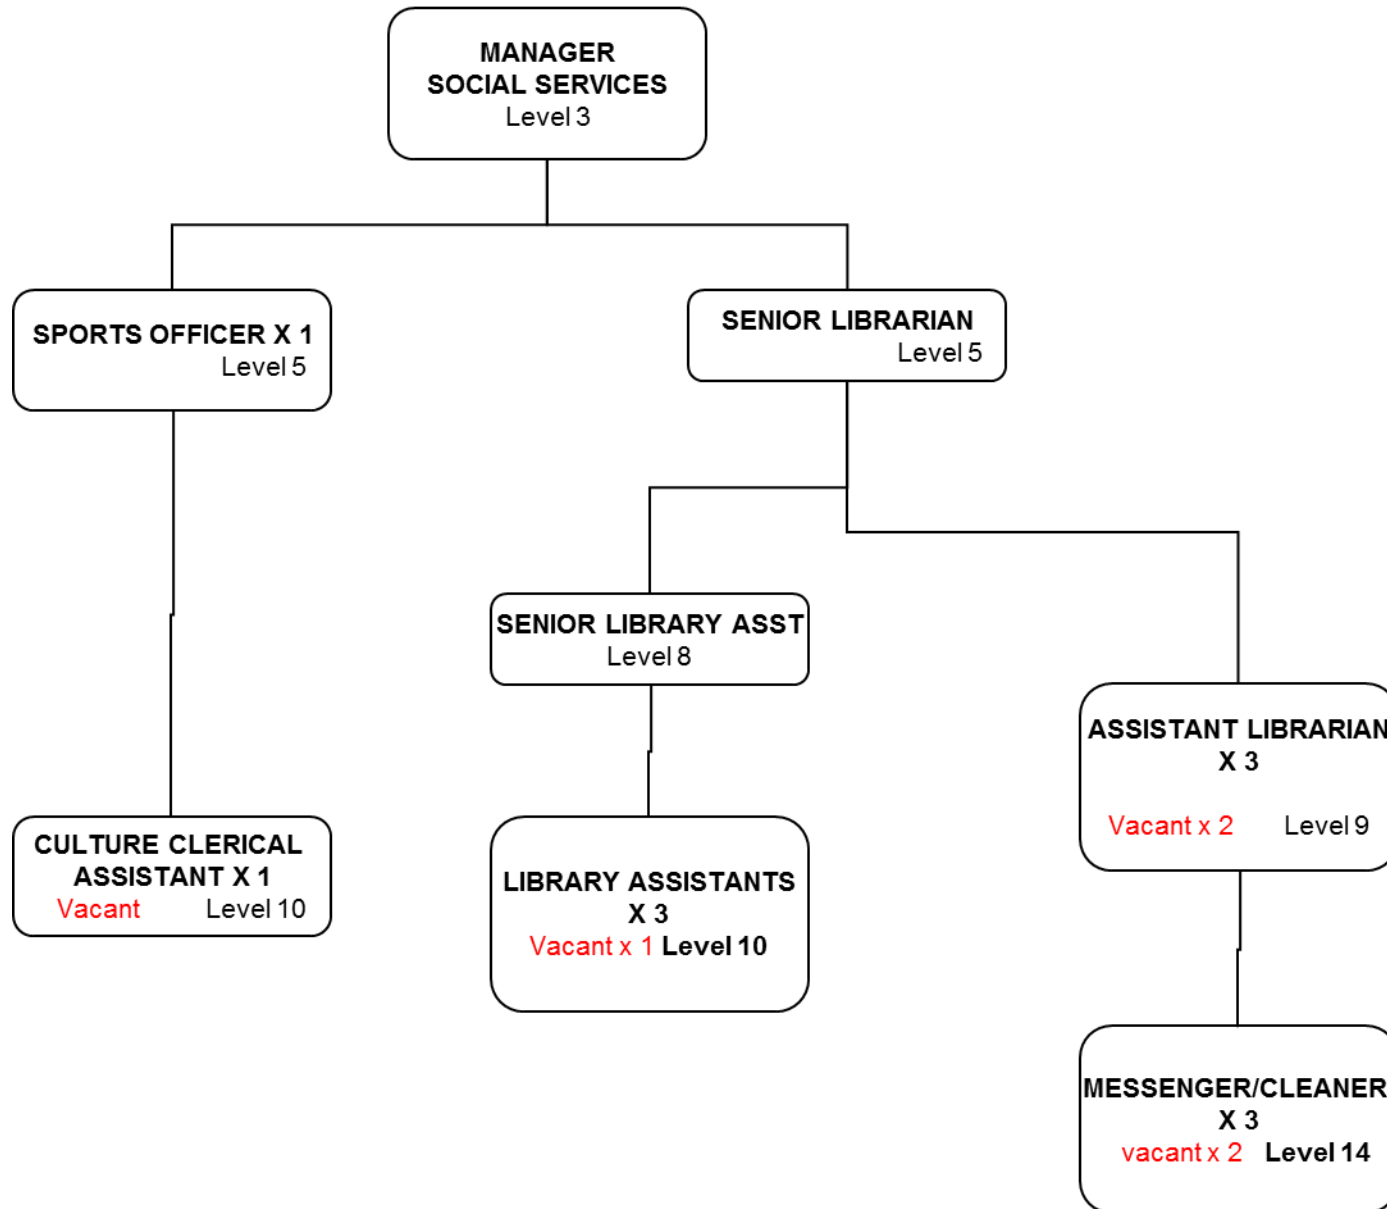 MANAGER
SOCIAL SERVICES
Level 3
SPORTS OFFICER X 1
Level 5
SENIOR LIBRARIAN
Level 5
SENIOR LIBRARY ASST
Level 8
ASSISTANT LIBRARIAN
X 3
Vacant x 2 Level 9
CULTURE CLERICAL
ASSISTANT X 1
Vacant Level 10
LIBRARY ASSISTANTS
X 3
Vacant x 1 Level 10
MESSENGER/CLEANER
X 3
vacant x 2 Level 14